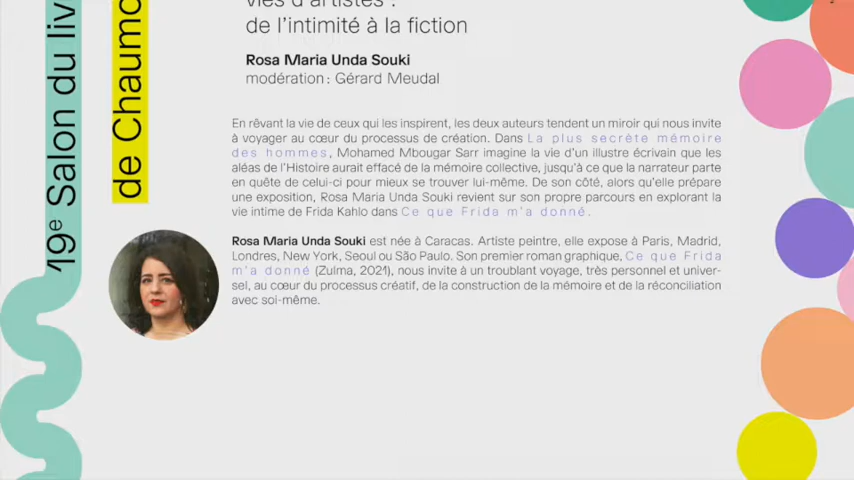 vies d'artistes :
de l'intimité à la fiction
Rosa Maria Unda Souki
modération : Gérard Meudal
En rêvant la vie de ceux qui les inspirent, les deux auteurs tendent un miroir qui nous invite
à voyager au cœur du processus de création. Dans La plus secrète mémoire
des hommes, Mohamed Mbougar Sarr imagine la vie d'un illustre écrivain que les
aléas de l'Histoire aurait effacé de la mémoire collective, jusqu'à ce que la narrateur parte
en quête de celui-ci pour mieux se trouver lui-même. De son côté, alors qu'elle prépare
une exposition, Rosa Maria Unda Souki revient sur son propre parcours en explorant la
vie intime de Frida Kahlo dans Ce que Frida m'a donné.
Rosa Maria Unda Souki est née à Caracas. Artiste peintre, elle expose à Paris, Madrid,
Londres, New York, Seoul ou São Paulo. Son premier roman graphique, Ce que Frida
m'a donné (Zulma, 2021), nous invite à un troublant voyage, très personnel et univer-
sel, au cœur du processus créatif, de la construction de la mémoire et de la réconciliation
avec soi-même.
19e Salon du liv
de Chaumo